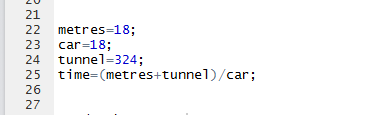 21
22 metres=18;
23 car=18;
24 tunnel=324;
25 time=(metres+tunnel)/car;
26
27